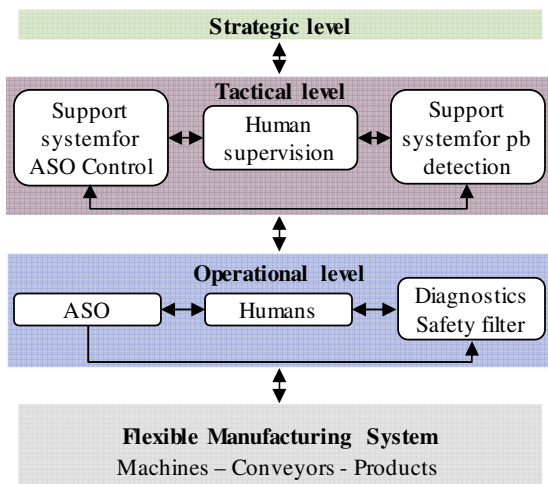 Strategic level
Tactical level
Support
systemfor
ASO Control
Human
supervision
Support
systemfor pb
detection
Operational level
ASO
Humans
Diagnostics
Safety filter
Flexible Manufacturing System
Machines – Conveyors - Products